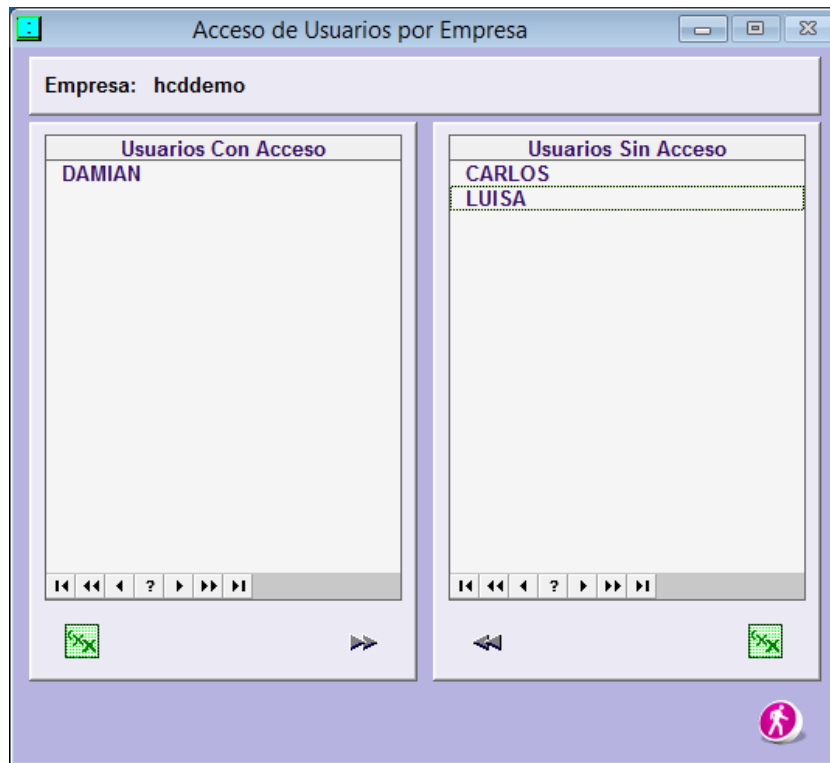 Acceso de Usuarios por Empresa
Empresa: hcddemo
Usuarios Con Acceso
DAMIAN
Usuarios Sin Acceso
CARLOS
LUISA
?
?